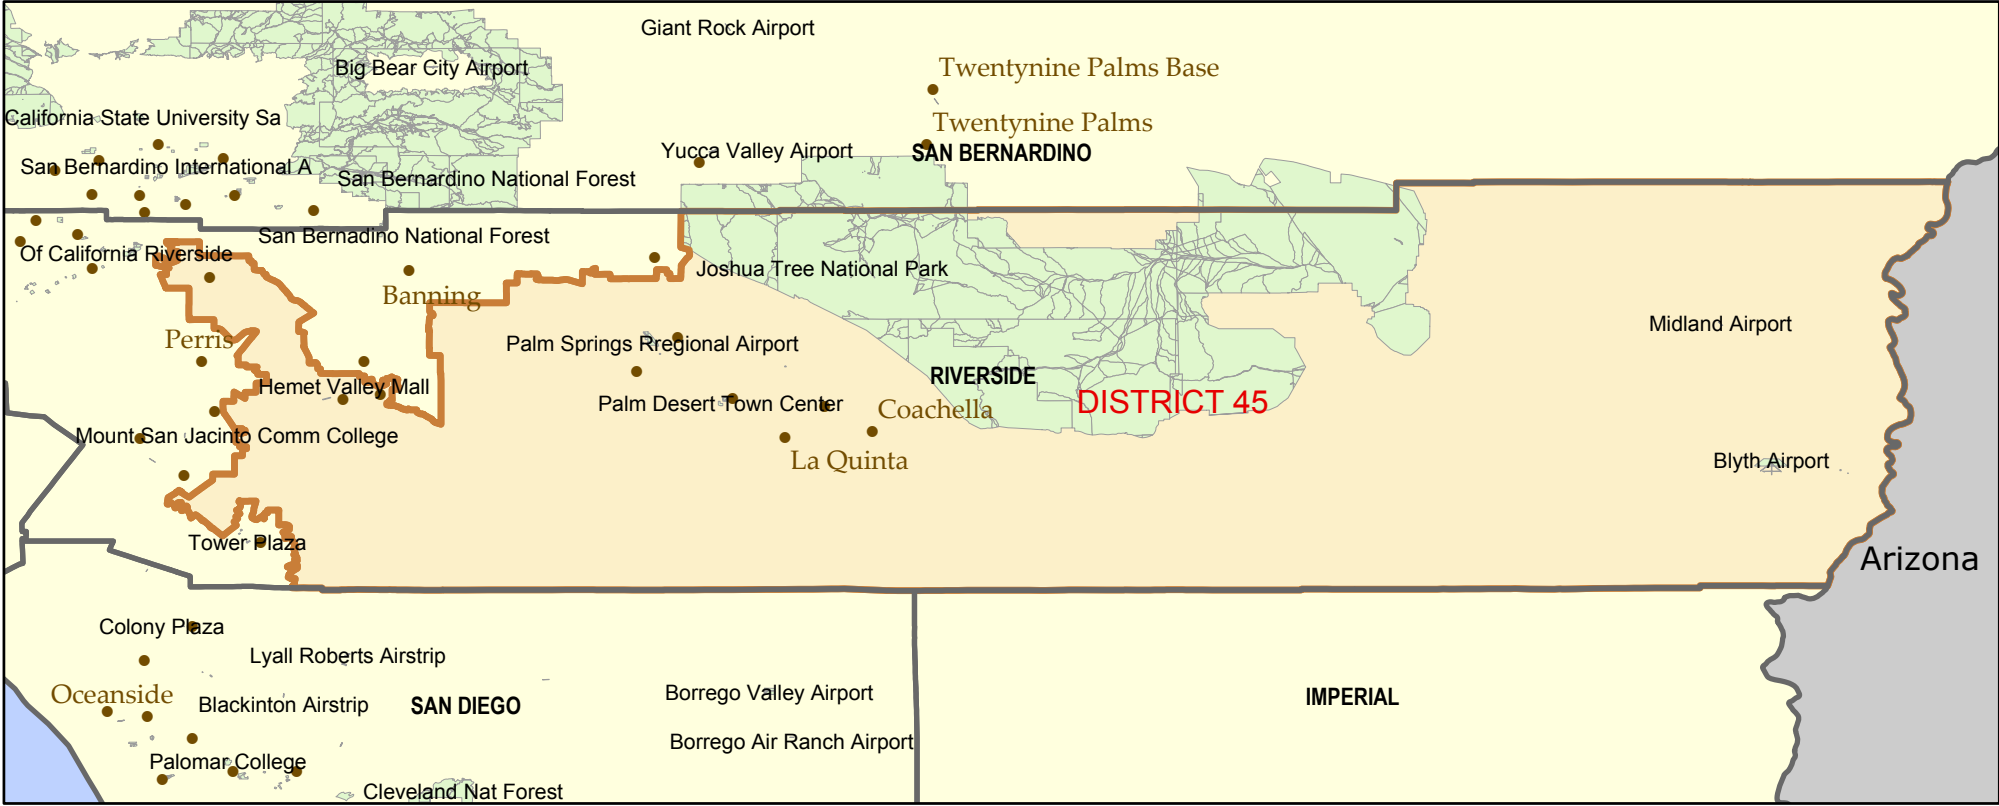 Giant Rock Airport
Big Bear City Airport
Twentynine Palms Base
California State University Sa
Twentynine Palms
Yucca Valley Airport
SAN BERNARDINO
San Bernardino International A
San Bernardino National Forest
San Bernadino National Forest
Of California Riverside
Joshua Tree National Park
Banning
Midland Airport
Perris
Palm Springs Rregional Airport
RIVERSIDE
Hemet Valley Mall
DISTRICT 45
Palm Desert Town Center
Coachella
Mount San Jacinto Comm College
La Quinta
Blyth Airport
Tower Plaza
Arizona
Colony Plaza
Lyall Roberts Airstrip
Oceanside
Borrego Valley Airport
IMPERIAL
Blackinton Airstrip
SAN DIEGO
Borrego Air Ranch Airport
Palomar College
Cleveland Nat Forest